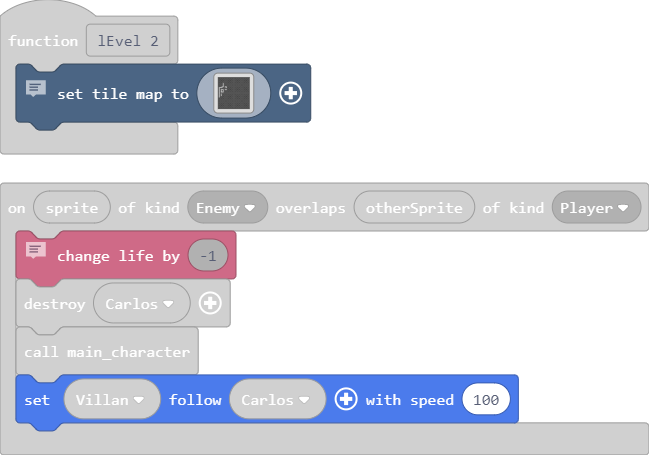 function lEvel 2
set tile map to
on sprite of kind Enemy overlaps otherSprite of kind Player
change life by -1
destroy Carlos
call main_character
set Villan follow Carlos with speed 100